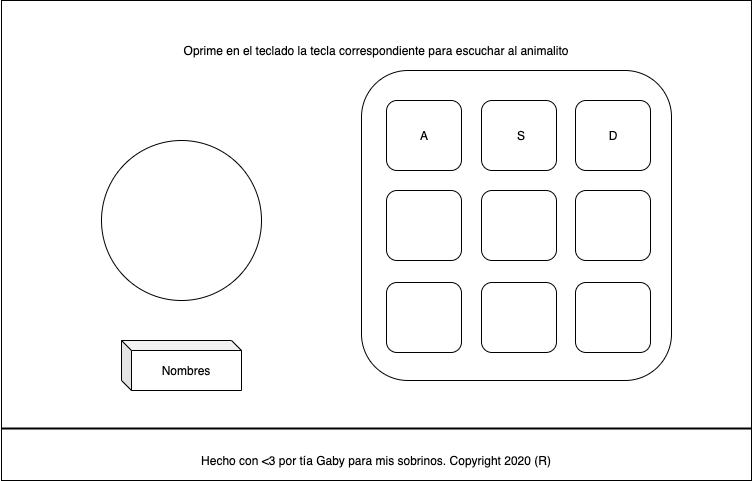 Oprime en el teclado la tecla correspondiente para escuchar al animalito
A S D
Nombres
Hecho con <3 por tía Gaby para mis sobrinos. Copyright 2020 (R)